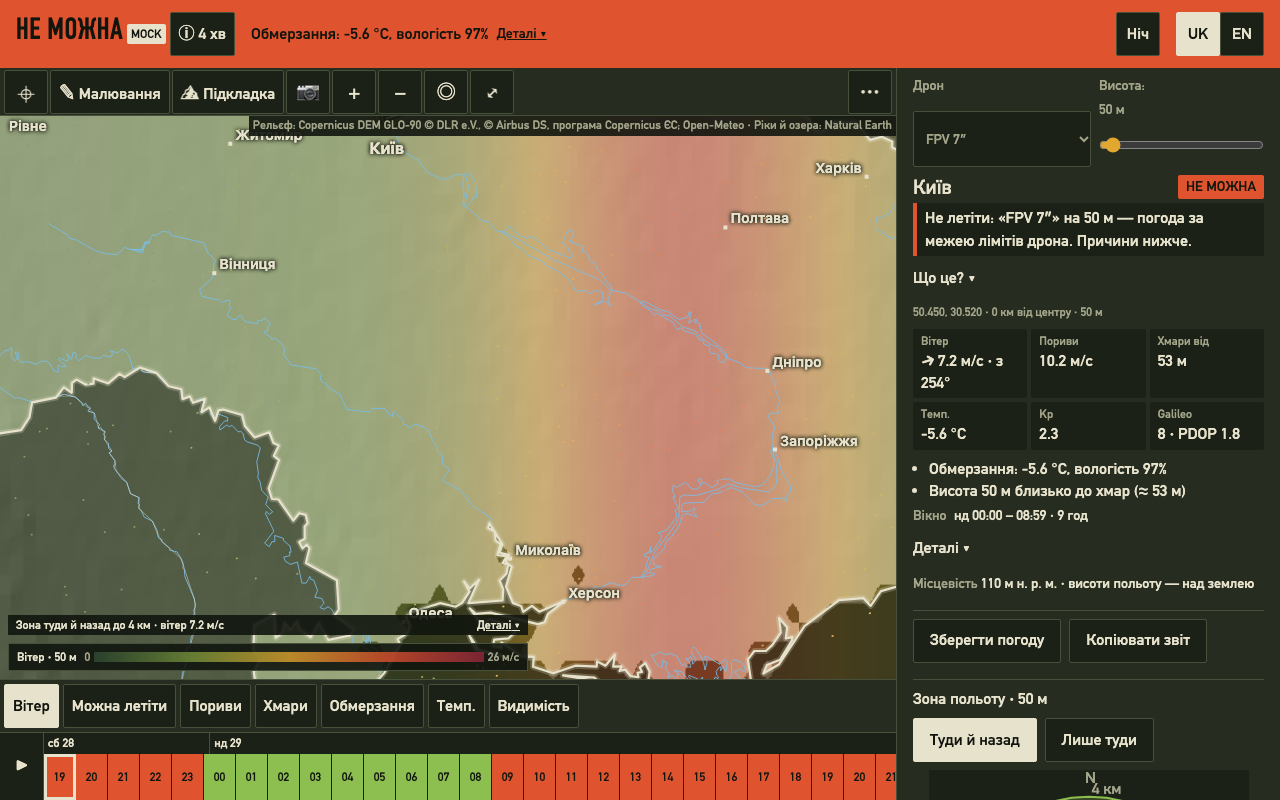 НЕ МОЖНА MOCK ⓘ 4 хв Обмерзання: -5.6 °C, вологість 97% Деталі ▾ Ніч UK EN
✎ Малювання Підкладка + − ◎ ⤢ •••
Рельєф: Copernicus DEM GLO-90 © DLR e.V., © Airbus DS, програма Copernicus ЄС; Open-Meteo · Ріки й озера: Natural Earth
Рівне
Житомир
Київ
Харків
Полтава
Вінниця
Дніпро
Запоріжжя
Миколаїв
Херсон
Одеса
Зона туди й назад до 4 км · вітер 7.2 м/с Деталі ▾
Вітер · 50 м 0 26 м/с
Вітер Можна летіти Пориви Хмари Обмерзання Темп. Видимість
сб 28 нд 29
▶ 19 20 21 22 23 00 01 02 03 04 05 06 07 08 09 10 11 12 13 14 15 16 17 18 19 20 21
Дрон Висота:
50 м
FPV 7″
Київ НЕ МОЖНА
Не летіти: «FPV 7″» на 50 м — погода за
межею лімітів дрона. Причини нижче.
Що це? ▾
50.450, 30.520 · 0 км від центру · 50 м
Вітер Пориви Хмари від
➔ 7.2 м/с · з 10.2 м/с 53 м
254°
Темп. Kp Galileo
-5.6 °C 2.3 8 · PDOP 1.8
• Обмерзання: -5.6 °C, вологість 97%
• Висота 50 м близько до хмар (≈ 53 м)
Вікно нд 00:00 – 08:59 · 9 год
Деталі ▾
Місцевість 110 м н. р. м. · висоти польоту — над землею
Зберегти погоду Копіювати звіт
Зона польоту · 50 м
Туди й назад Лише туди
N
4 км